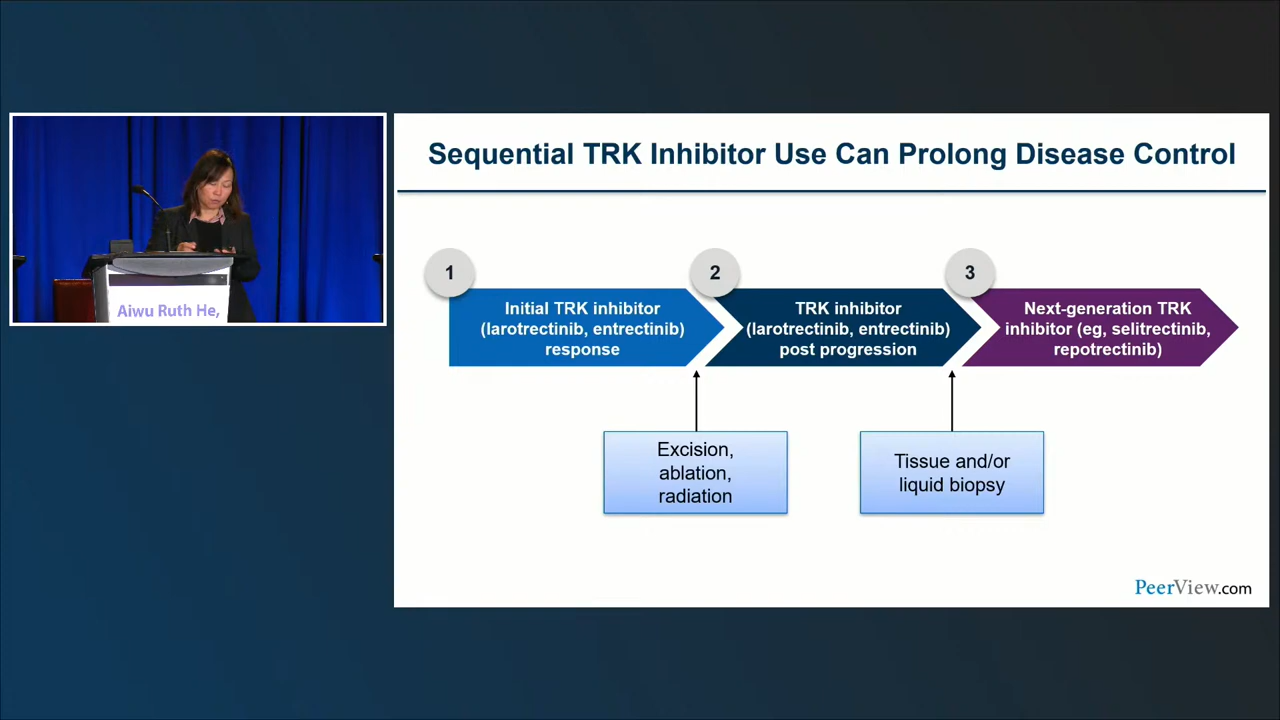 Sequential TRK Inhibitor Use Can Prolong Disease Control
1
Initial TRK inhibitor
(larotrectinib, entrectinib)
response
2
TRK inhibitor
(larotrectinib, entrectinib)
post progression
3
Next-generation TRK
inhibitor (eg, selitrectinib,
repotrectinib)
Excision,
ablation,
radiation
Tissue and/or
liquid biopsy
Aiwu Ruth He,
PeerView.com